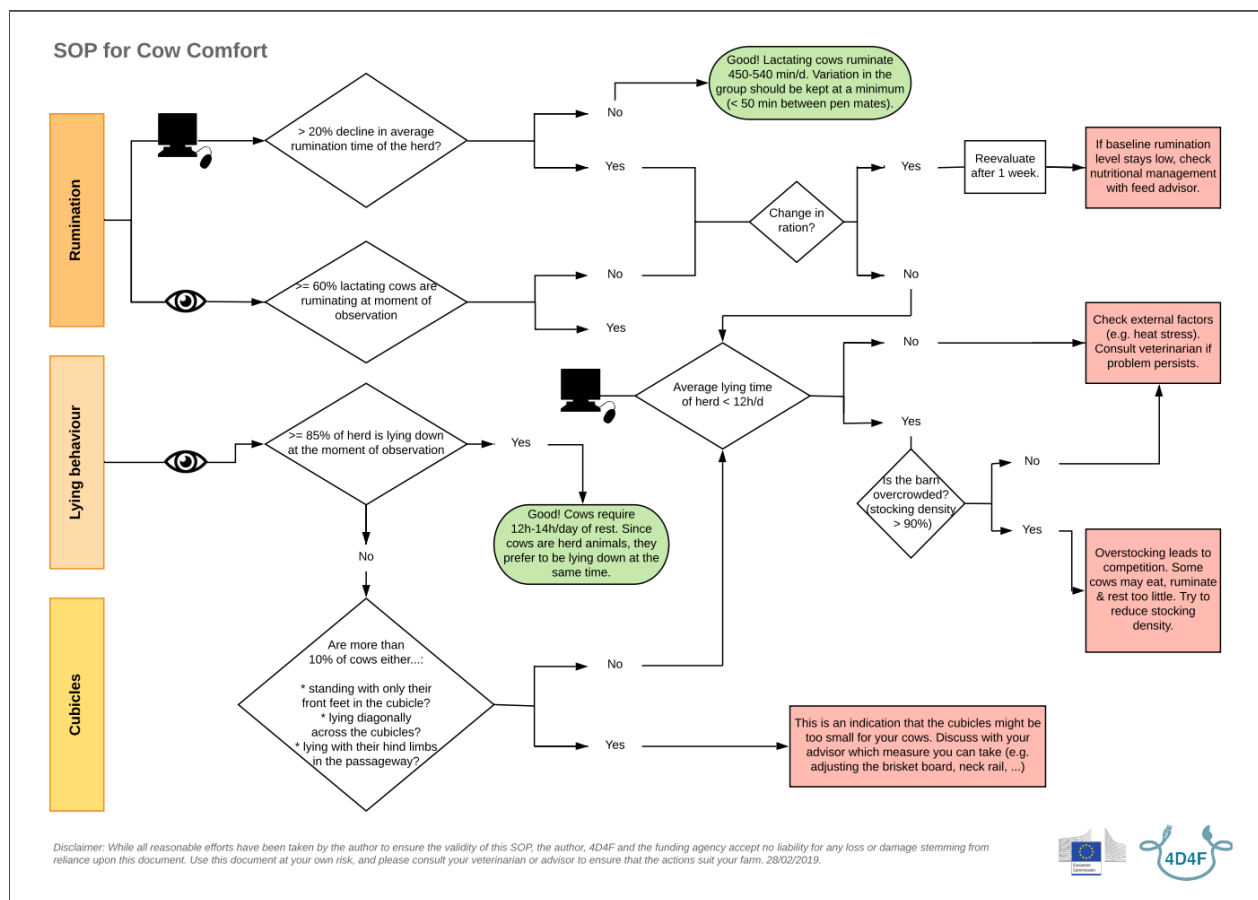 SOP for Cow Comfort
Rumination
> 20% decline in average
rumination time of the herd?
No
Yes
Good! Lactating cows ruminate
450-540 min/d. Variation in the
group should be kept at a minimum
(< 50 min between pen mates).
Change in
ration?
Yes
No
Reevaluate
after 1 week.
If baseline rumination
level stays low, check
nutritional management
with feed advisor.
>= 60% lactating cows are
ruminating at moment of
observation
No
Yes
Lying behaviour
>= 85% of herd is lying down
at the moment of observation
Yes
No
Good! Cows require
12h-14h/day of rest. Since
cows are herd animals, they
prefer to be lying down at the
same time.
Average lying time
of herd < 12h/d
No
Yes
Check external factors
(e.g. heat stress).
Consult veterinarian if
problem persists.
Is the barn
overcrowded?
(stocking density
> 90%)
No
Yes
Overstocking leads to
competition. Some
cows may eat, ruminate
& rest too little. Try to
reduce stocking
density.
Cubicles
Are more than
10% of cows either...:
* standing with only their
front feet in the cubicle?
* lying diagonally
across the cubicles?
* lying with their hind limbs
in the passageway?
No
Yes
This is an indication that the cubicles might be
too small for your cows. Discuss with your
advisor which measure you can take (e.g.
adjusting the brisket board, neck rail, ...)
Disclaimer: While all reasonable efforts have been taken by the author to ensure the validity of this SOP, the author, 4D4F and the funding agency accept no liability for any loss or damage stemming from
reliance upon this document. Use this document at your own risk, and please consult your veterinarian or advisor to ensure that the actions suit your farm. 28/02/2019.
European
Commission
4D4F